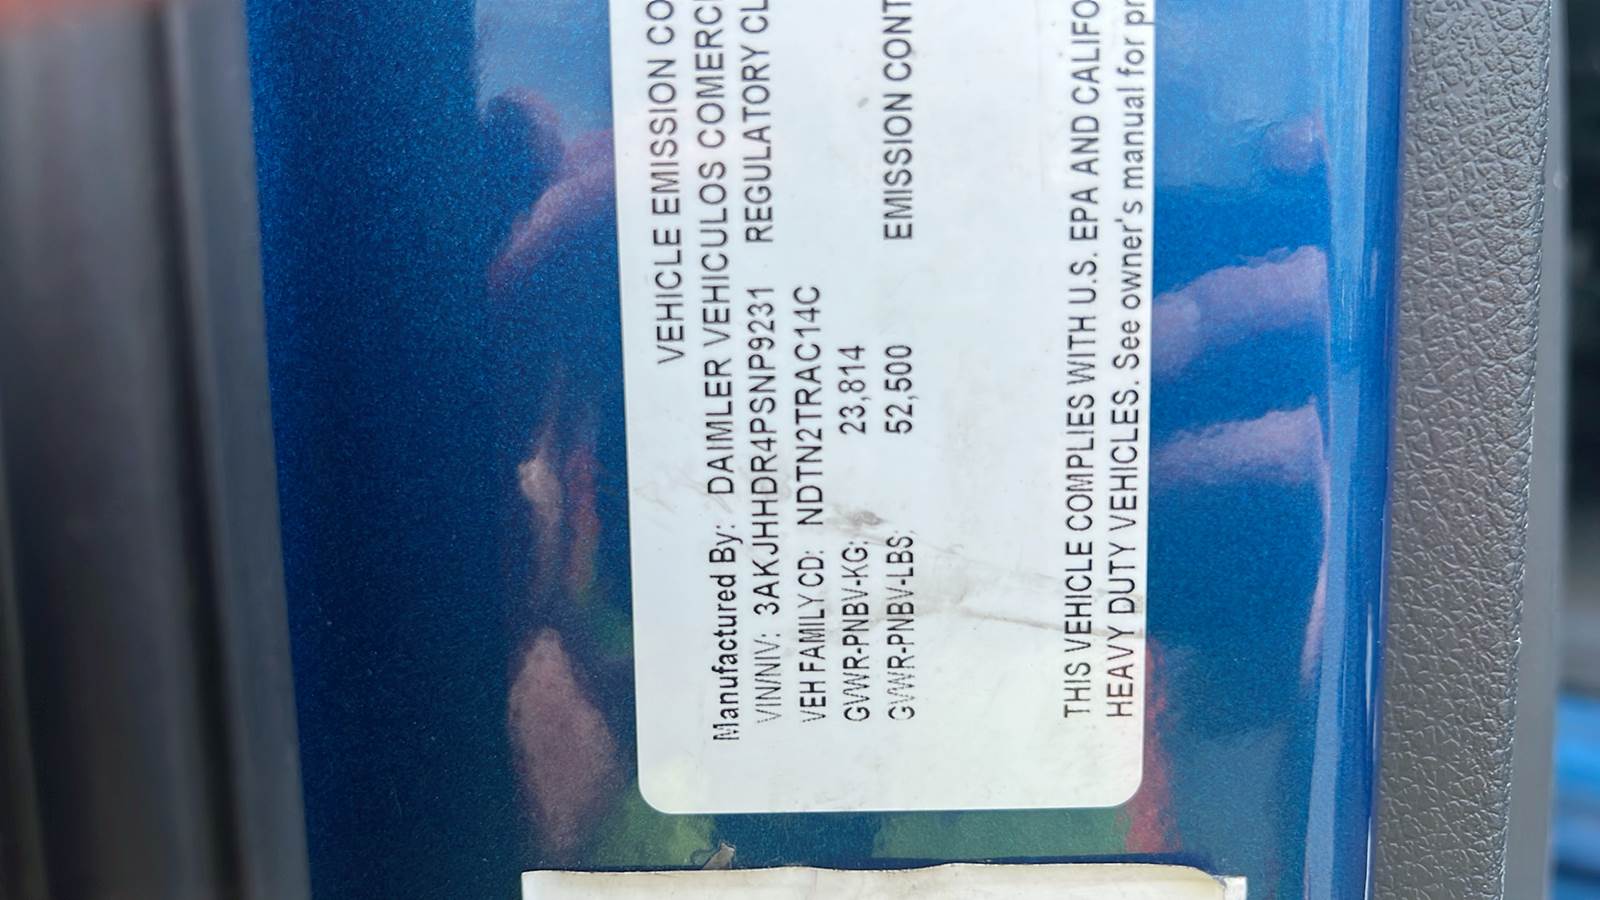 VEHICLE EMISSION CO
Manufactured By: DAIMLER VEHICULOS COMERCI
VIN/NIV: 3AKJHHDR4PSNP9231 REGULATORY CL
VEH FAMILY CD: NDTN2TRAC14C
GVWR-PNBV-KG: 23,814
GVWR-PNBV-LBS: 52,500 EMISSION CONT
THIS VEHICLE COMPLIES WITH U.S. EPA AND CALIFO
HEAVY DUTY VEHICLES. See owner's manual for pr